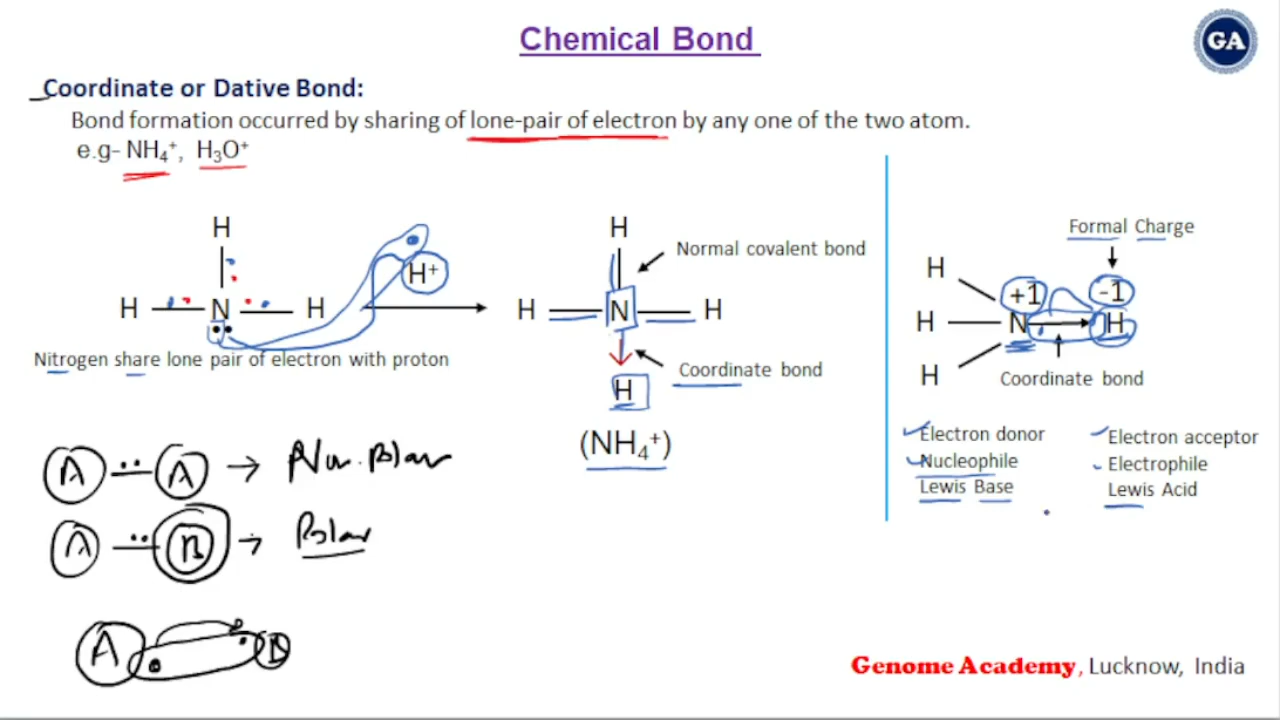 Chemical Bond
GA
Coordinate or Dative Bond:
Bond formation occurred by sharing of lone-pair of electron by any one of the two atom.
e.g- NH₄⁺, H₃O⁺
H
H N H
H⁺
Nitrogen share lone pair of electron with proton
H
Normal covalent bond
H N H
Coordinate bond
H
(NH₄⁺)
Formal Charge
H
+1 -1
H N H
H
Coordinate bond
Electron donor
Nucleophile
Lewis Base
Electron acceptor
Electrophile
Lewis Acid
A A → Non. Polar
A B → Polar
A B
Genome Academy, Lucknow, India